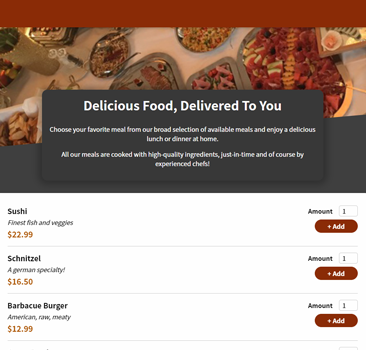 Delicious Food, Delivered To You
Choose your favorite meal from our broad selection of available meals and enjoy a delicious
lunch or dinner at home.
All our meals are cooked with high-quality ingredients, just-in-time and of course by
experienced chefs!
Sushi
Finest fish and veggies
$22.99
Amount 1
+ Add
Schnitzel
A german specialty!
$16.50
Amount 1
+ Add
Barbacue Burger
American, raw, meaty
$12.99
Amount 1
+ Add